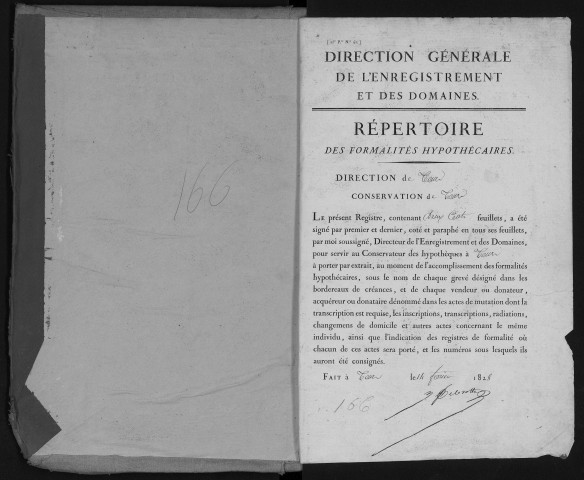 166
DIRECTION GÉNÉRALE
DE L'ENREGISTREMENT
ET DES DOMAINES.
RÉPERTOIRE
DES FORMALITÉS HYPOTHÉCAIRES.
DIRECTION de
CONSERVATION de
LE présent Registre, contenant feuillets, a été
signé par premier et dernier, coté et paraphé en tous ses feuillets,
par moi soussigné, Directeur de l'Enregistrement et des Domaines,
pour servir au Conservateur des hypothèques à
à porter par extrait, au moment de l'accomplissement des formalités
hypothécaires, sous le nom de chaque grevé désigné dans les
bordereaux de créances, et de chaque vendeur ou donateur,
acquéreur ou donataire dénommé dans les actes de mutation dont la
transcription est requise, les inscriptions, transcriptions, radiations,
changemens de domicile et autres actes concernant le même
individu, ainsi que l'indication des registres de formalité où
chacun de ces actes sera porté, et les numéros sous lesquels ils
auront été consignés.
FAIT à le 182
166